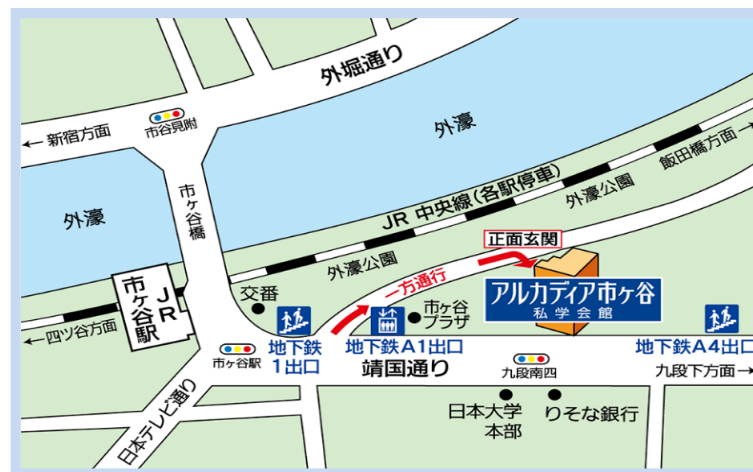 外堀通り
市谷見附
← 新宿方面
外濠
飯田橋方面 →
市ヶ谷橋
JR 中央線(各駅停車)
外濠公園
外濠
正面玄関
外濠公園
一方通行
JR
市ヶ谷駅
交番
アルカディア市ヶ谷
私学会館
市ヶ谷
プラザ
← 四ツ谷方面
地下鉄
1出口
地下鉄A1出口
地下鉄A4出口
市ヶ谷駅
靖国通り
九段南四
九段下方面 →
日本テレビ通り
日本大学
本部
りそな銀行